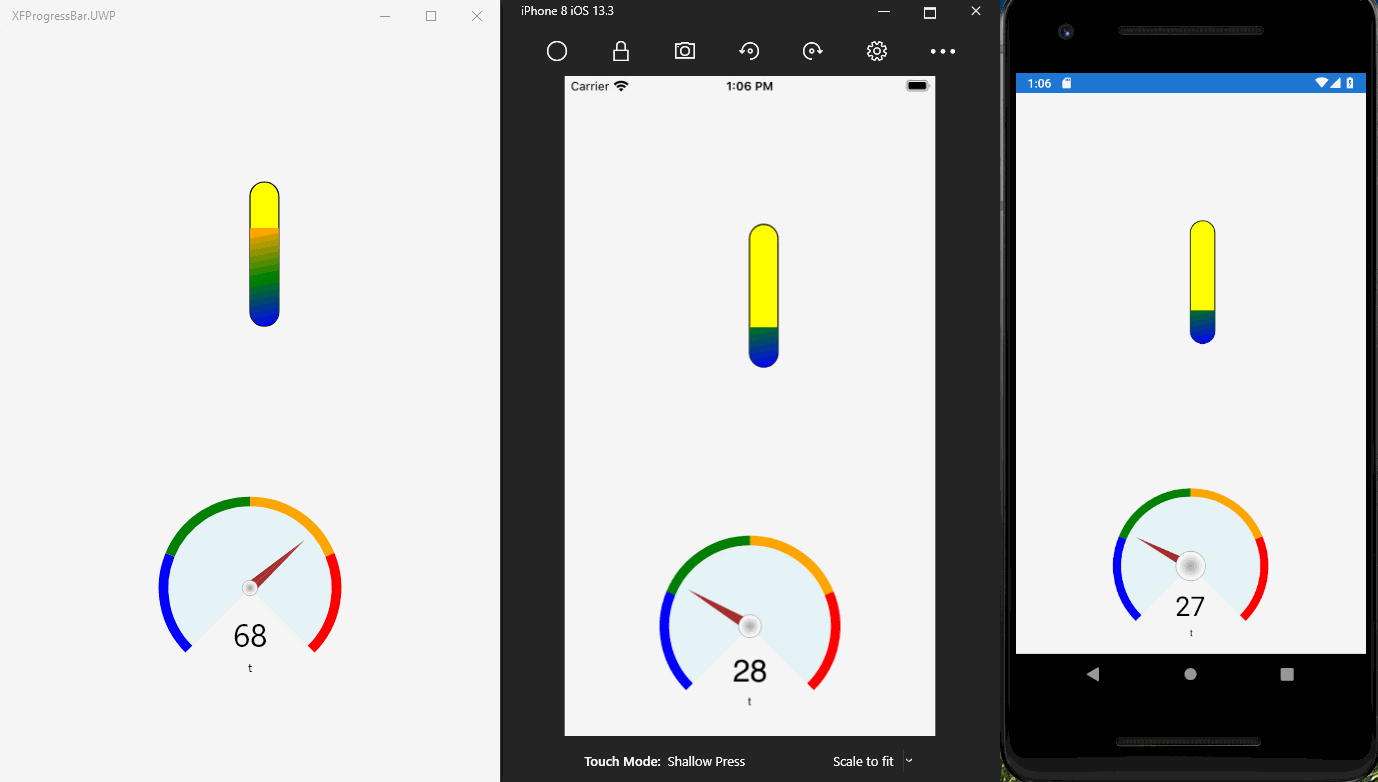 XFProgressBar.UWP
68
t
iPhone 8 iOS 13.3
Carrier 1:06 PM
28
t
Touch Mode: Shallow Press Scale to fit
1:06
27
t